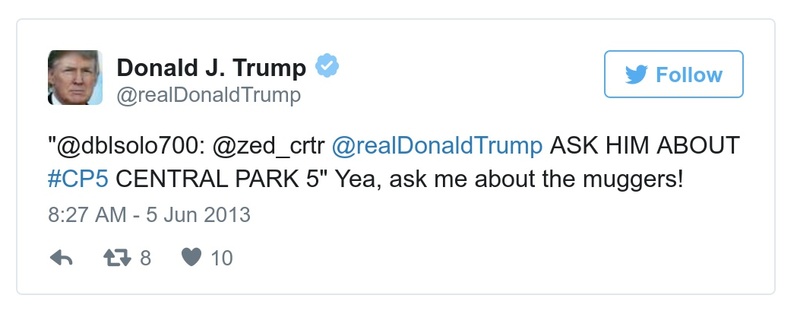 Donald J. Trump
@realDonaldTrump
Follow
"@dblsolo700: @zed_crtr @realDonaldTrump ASK HIM ABOUT
#CP5 CENTRAL PARK 5" Yea, ask me about the muggers!
8:27 AM - 5 Jun 2013
8 10